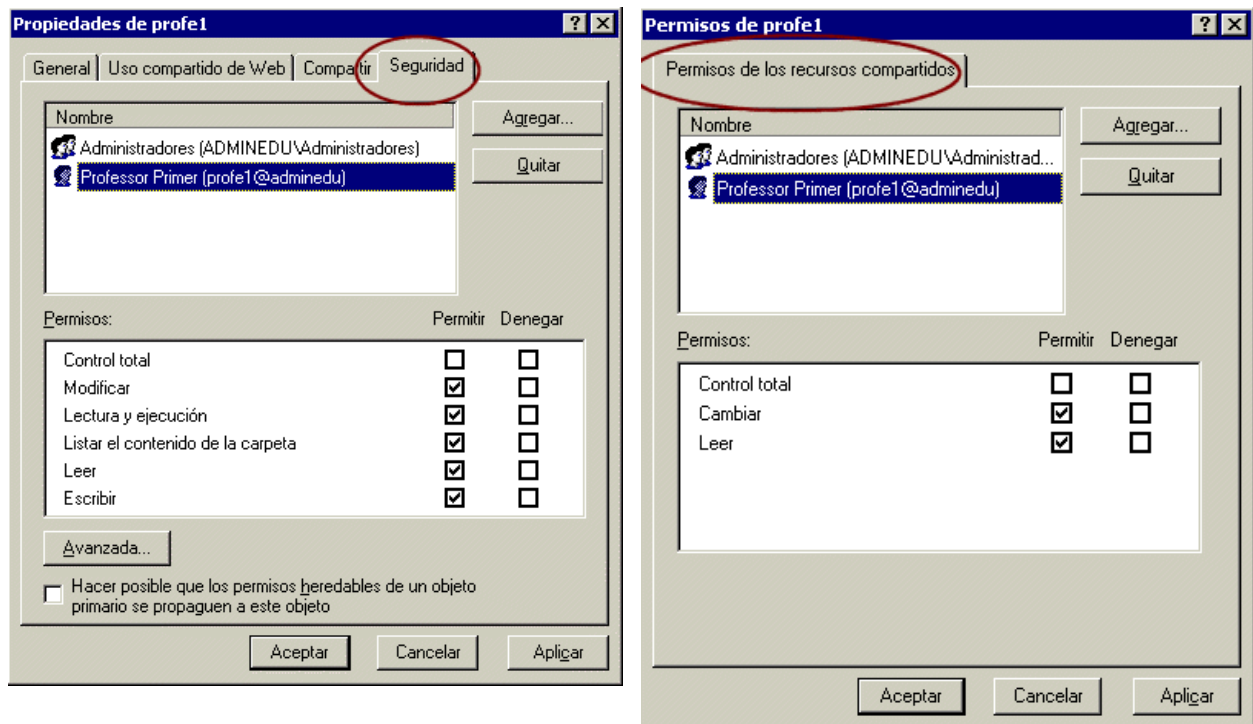 Propiedades de profe1
General
Uso compartido de Web
Compartir
Seguridad
Nombre
Administradores (ADMINEDU\Administradores)
Professor Primer (profe1@adminedu)
Agregar...
Quitar
Permisos:
Permitir
Denegar
Control total
Modificar
Lectura y ejecución
Listar el contenido de la carpeta
Leer
Escribir
Avanzada...
Hacer posible que los permisos heredables de un objeto
primario se propaguen a este objeto
Aceptar
Cancelar
Aplicar
Permisos de profe1
Permisos de los recursos compartidos
Nombre
Administradores (ADMINEDU\Administrad...
Professor Primer (profe1@adminedu)
Agregar...
Quitar
Permisos:
Permitir
Denegar
Control total
Cambiar
Leer
Aceptar
Cancelar
Aplicar